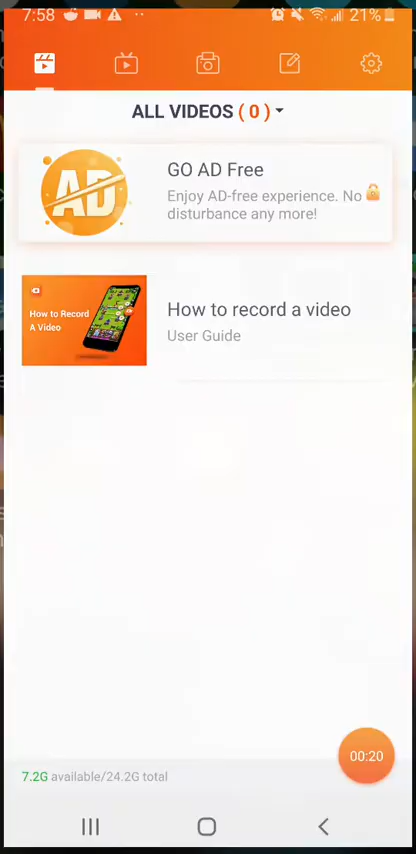 7:58
21%
ALL VIDEOS ( 0 )
AD
GO AD Free
Enjoy AD-free experience. No
disturbance any more!
How to Record
A Video
How to record a video
User Guide
00:20
7.2G available/24.2G total